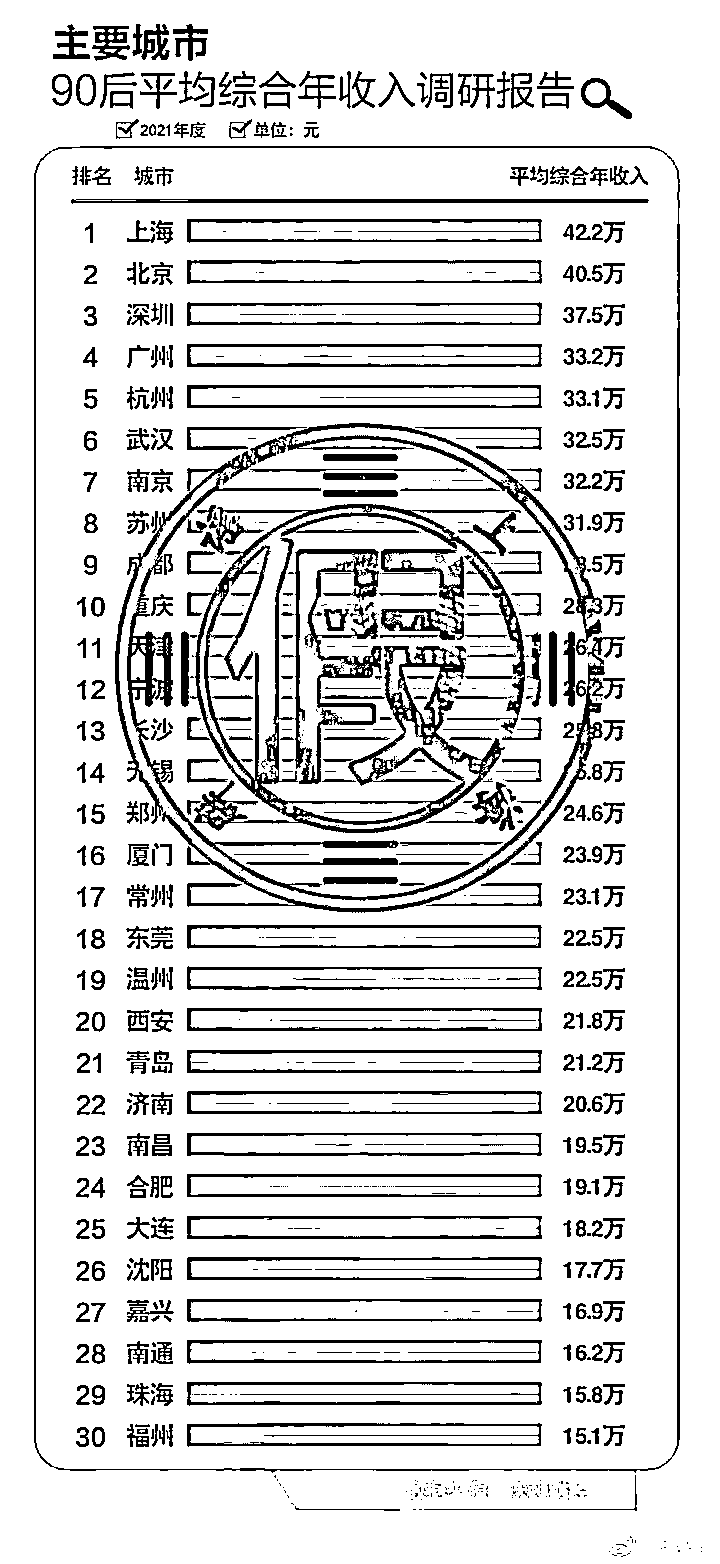 主要城市
90后平均综合年收入调研报告
2021年度 单位：元
排名 城市 平均综合年收入
1 上海 42.2万
2 北京 40.5万
3 深圳 37.5万
4 广州 33.2万
5 杭州 33.1万
6 武汉 32.5万
7 南京 32.2万
8 苏州 31.9万
9 成都 .5万
10 重庆 28.3万
11 天津 26.4万
12 宁波 26.2万
13 长沙 25.8万
14 无锡 5.8万
15 郑州 24.6万
16 厦门 23.9万
17 常州 23.1万
18 东莞 22.5万
19 温州 22.5万
20 西安 21.8万
21 青岛 21.2万
22 济南 20.6万
23 南昌 19.5万
24 合肥 19.1万
25 大连 18.2万
26 沈阳 17.7万
27 嘉兴 16.9万
28 南通 16.2万
29 珠海 15.8万
30 福州 15.1万
假